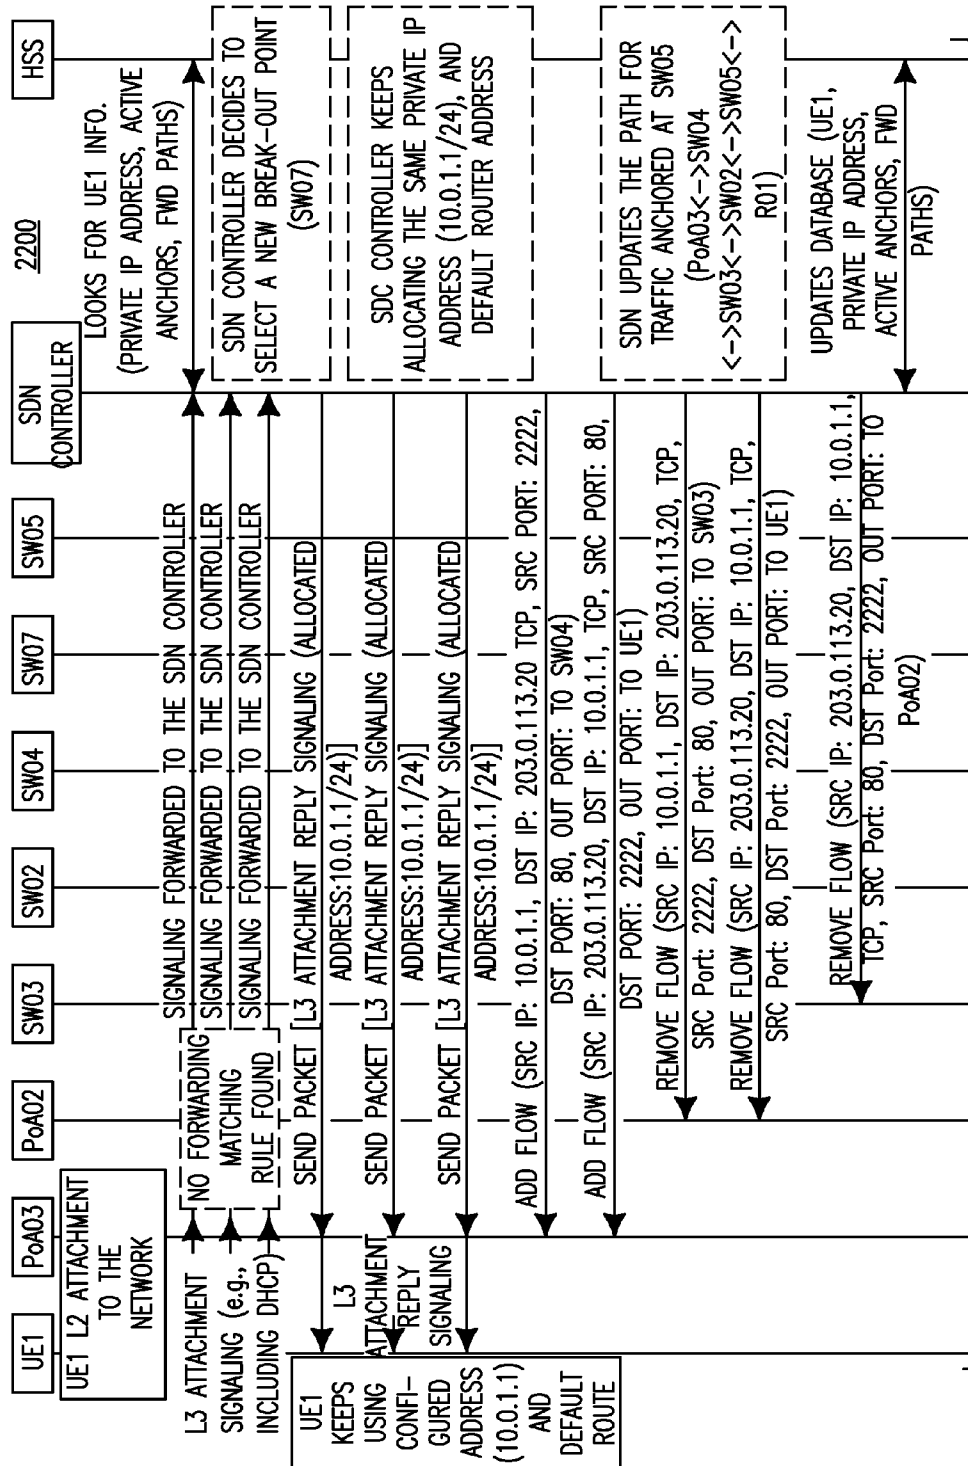 2200
UE1
PoA03
PoA02
SW03
SW02
SW04
SW07
SW05
SDN
CONTROLLER
HSS
UE1 L2 ATTACHMENT
TO THE
NETWORK
L3 ATTACHMENT
SIGNALING (e.g.,
INCLUDING DHCP)
NO FORWARDING
MATCHING
RULE FOUND
SIGNALING FORWARDED TO THE SDN CONTROLLER
SIGNALING FORWARDED TO THE SDN CONTROLLER
SIGNALING FORWARDED TO THE SDN CONTROLLER
LOOKS FOR UE1 INFO.
(PRIVATE IP ADDRESS, ACTIVE
ANCHORS, FWD PATHS)
SDN CONTROLLER DECIDES TO
SELECT A NEW BREAK-OUT POINT
(SW07)
SDC CONTROLLER KEEPS
ALLOCATING THE SAME PRIVATE IP
ADDRESS (10.0.1.1/24), AND
DEFAULT ROUTER ADDRESS
SEND PACKET [L3 ATTACHMENT REPLY SIGNALING (ALLOCATED
ADDRESS:10.0.1.1/24)]
SEND PACKET [L3 ATTACHMENT REPLY SIGNALING (ALLOCATED
ADDRESS:10.0.1.1/24)]
SEND PACKET [L3 ATTACHMENT REPLY SIGNALING (ALLOCATED
ADDRESS:10.0.1.1/24)]
L3
ATTACHMENT
REPLY
SIGNALING
UE1
KEEPS
USING
CONFI-
GURED
ADDRESS
(10.0.1.1)
AND
DEFAULT
ROUTE
ADD FLOW (SRC IP: 10.0.1.1, DST IP: 203.0.113.20 TCP, SRC PORT: 2222,
DST PORT: 80, OUT PORT: TO SW04)
ADD FLOW (SRC IP: 203.0.113.20, DST IP: 10.0.1.1, TCP, SRC PORT: 80,
DST PORT: 2222, OUT PORT: TO UE1)
SDN UPDATES THE PATH FOR
TRAFFIC ANCHORED AT SW05
(PoA03<->SW04
<->SW03<->SW02<->SW05<->
R01)
REMOVE FLOW (SRC IP: 10.0.1.1, DST IP: 203.0.113.20, TCP,
SRC Port: 2222, DST Port: 80, OUT PORT: TO SW03)
REMOVE FLOW (SRC IP: 203.0.113.20, DST IP: 10.0.1.1, TCP,
SRC Port: 80, DST Port: 2222, OUT PORT: TO UE1)
UPDATES DATABASE (UE1,
PRIVATE IP ADDRESS,
ACTIVE ANCHORS, FWD
PATHS)
REMOVE FLOW (SRC IP: 203.0.113.20, DST IP: 10.0.1.1,
TCP, SRC Port: 80, DST Port: 2222, OUT PORT: TO
PoA02)